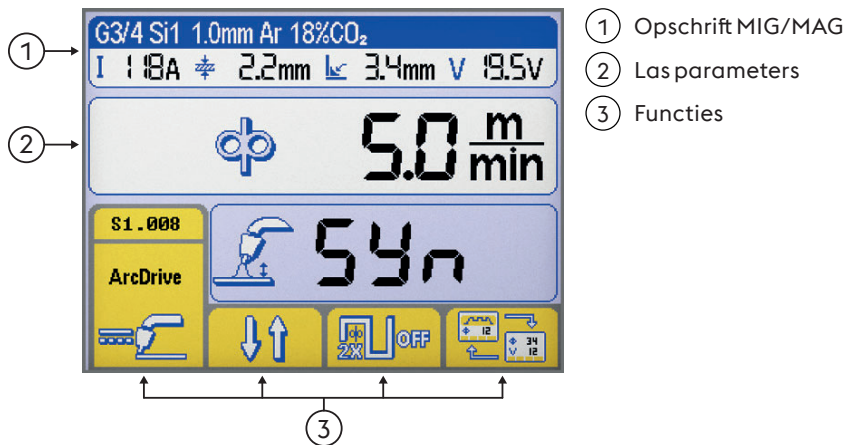 G3/4 Si1 1.0mm Ar 18%CO₂
I 118A 2.2mm 3.4mm V 19.5V
5.0 m/min
S1.008
ArcDrive
Syn
2X OFF
12
34
V 12
1 Opschrift MIG/MAG
2 Las parameters
3 Functies
1
2
3